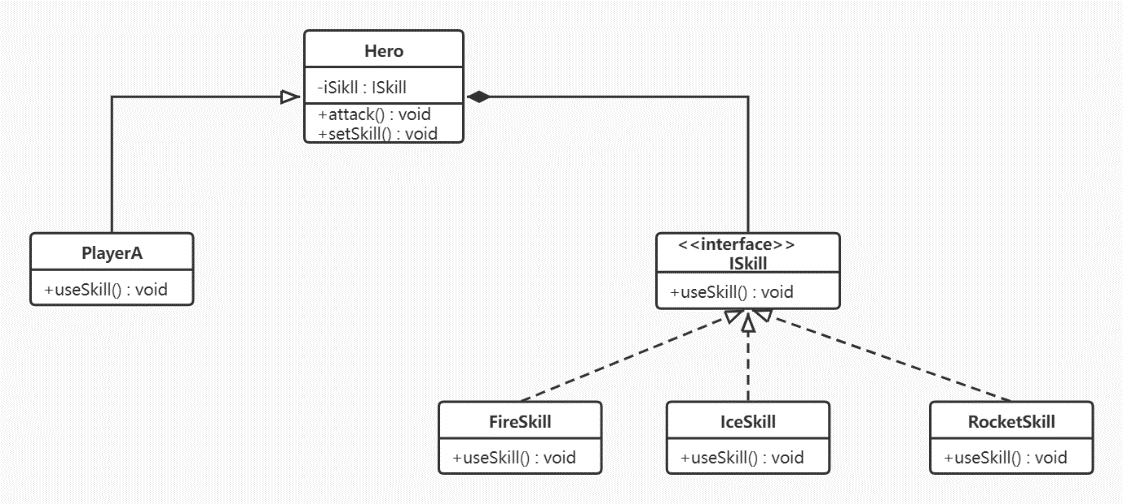 Hero
-iSikll : ISkill
+attack() : void
+setSkill() : void
PlayerA
+useSkill() : void
<<interface>>
ISkill
+useSkill() : void
FireSkill
+useSkill() : void
IceSkill
+useSkill() : void
RocketSkill
+useSkill() : void